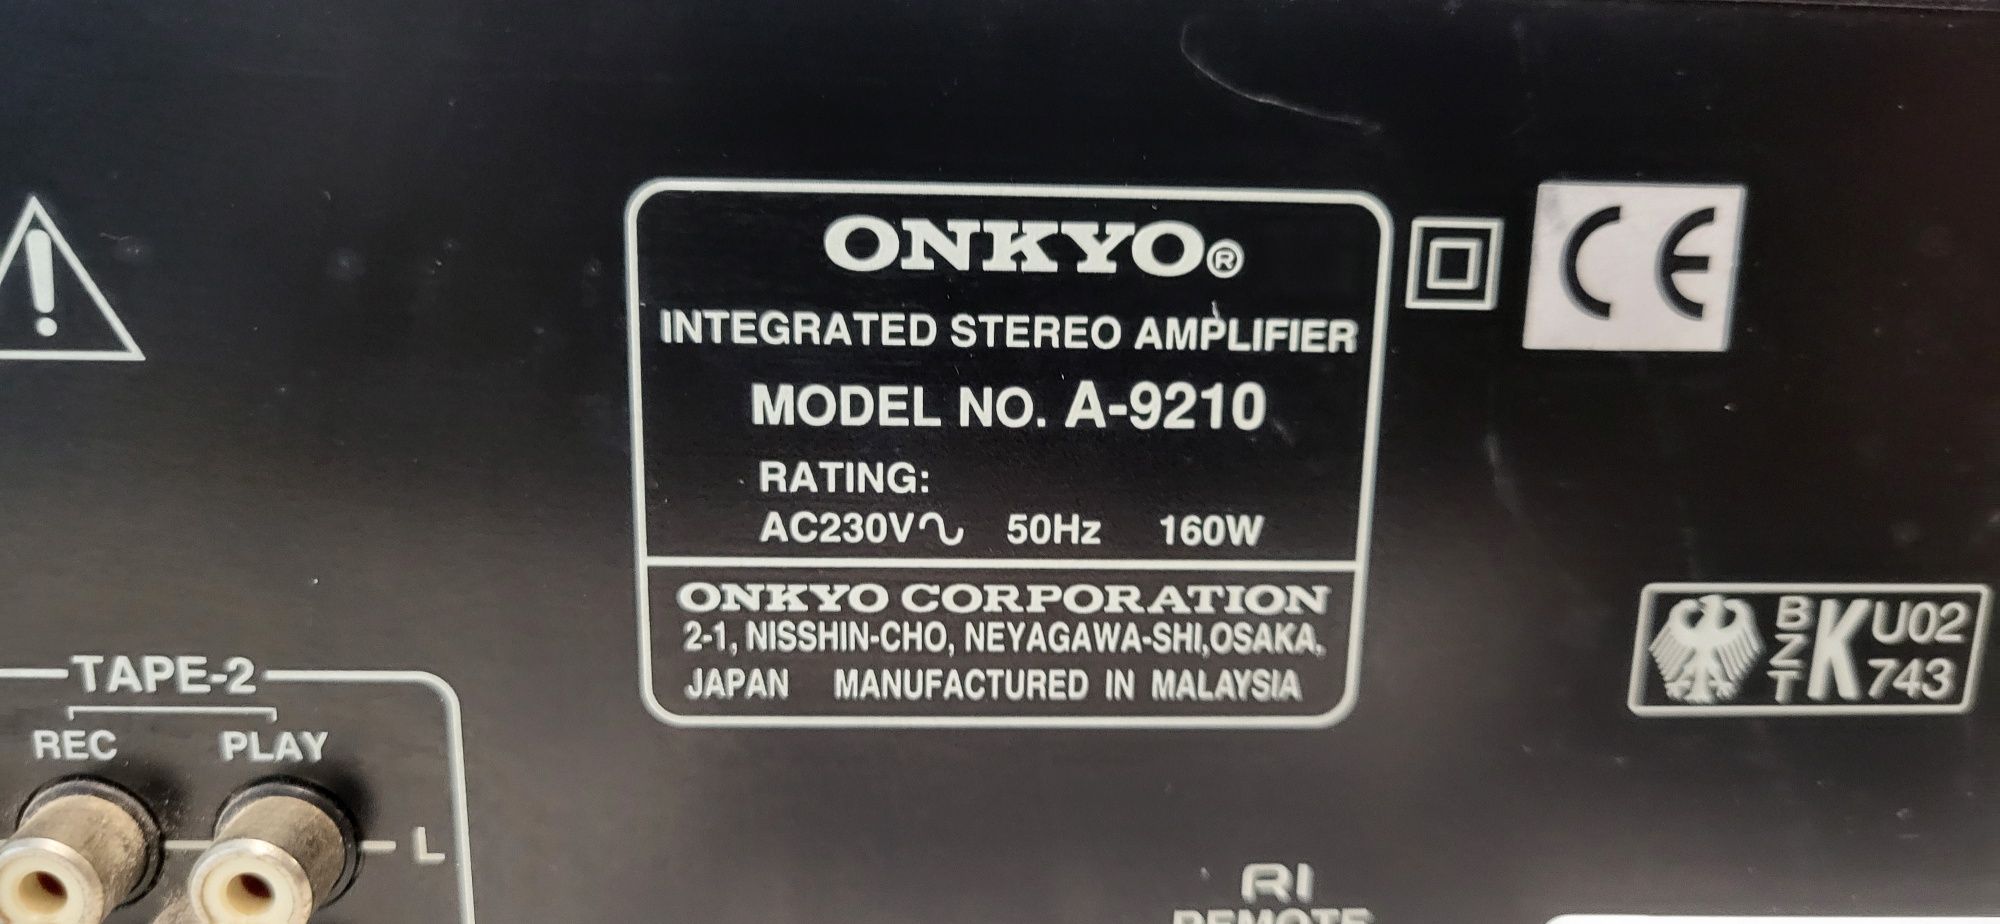 ONKYO®
INTEGRATED STEREO AMPLIFIER
MODEL NO. A-9210
RATING:
AC230V∿ 50Hz 160W
ONKYO CORPORATION
2-1, NISSHIN-CHO, NEYAGAWA-SHI,OSAKA,
JAPAN MANUFACTURED IN MALAYSIA
CE
BZT K U02
743
TAPE-2
REC PLAY
L
RI
REMOTE